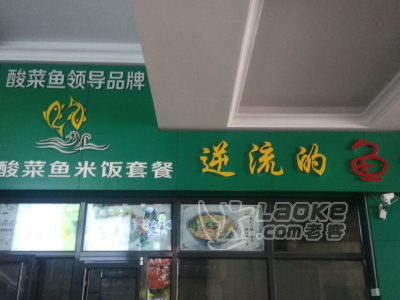 酸菜鱼领导品牌
酸菜鱼米饭套餐
逆流的
LAOKE
.com老客